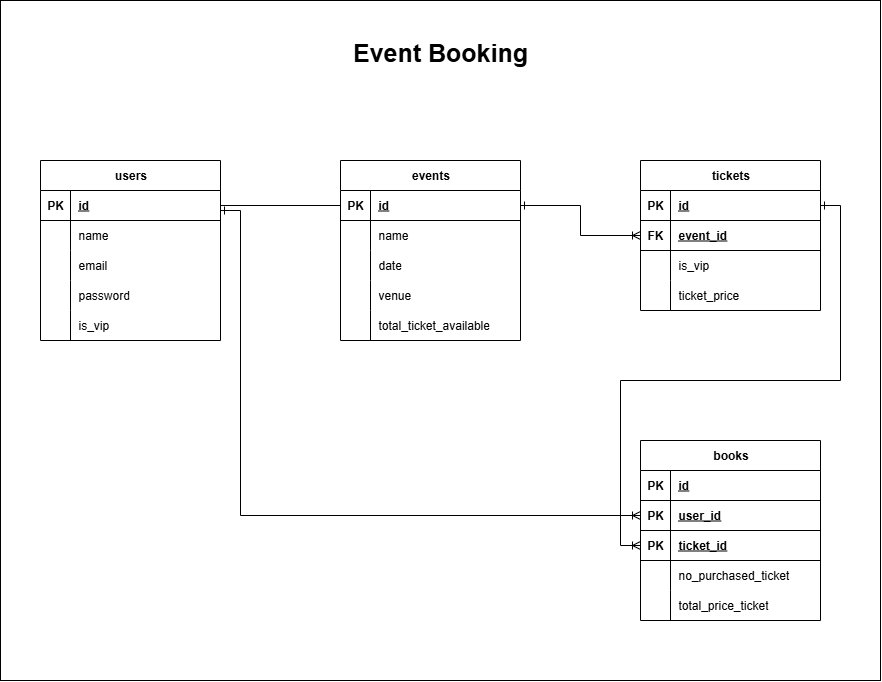 Event Booking
users
PK id
name
email
password
is_vip
events
PK id
name
date
venue
total_ticket_available
tickets
PK id
FK event_id
is_vip
ticket_price
books
PK id
PK user_id
PK ticket_id
no_purchased_ticket
total_price_ticket